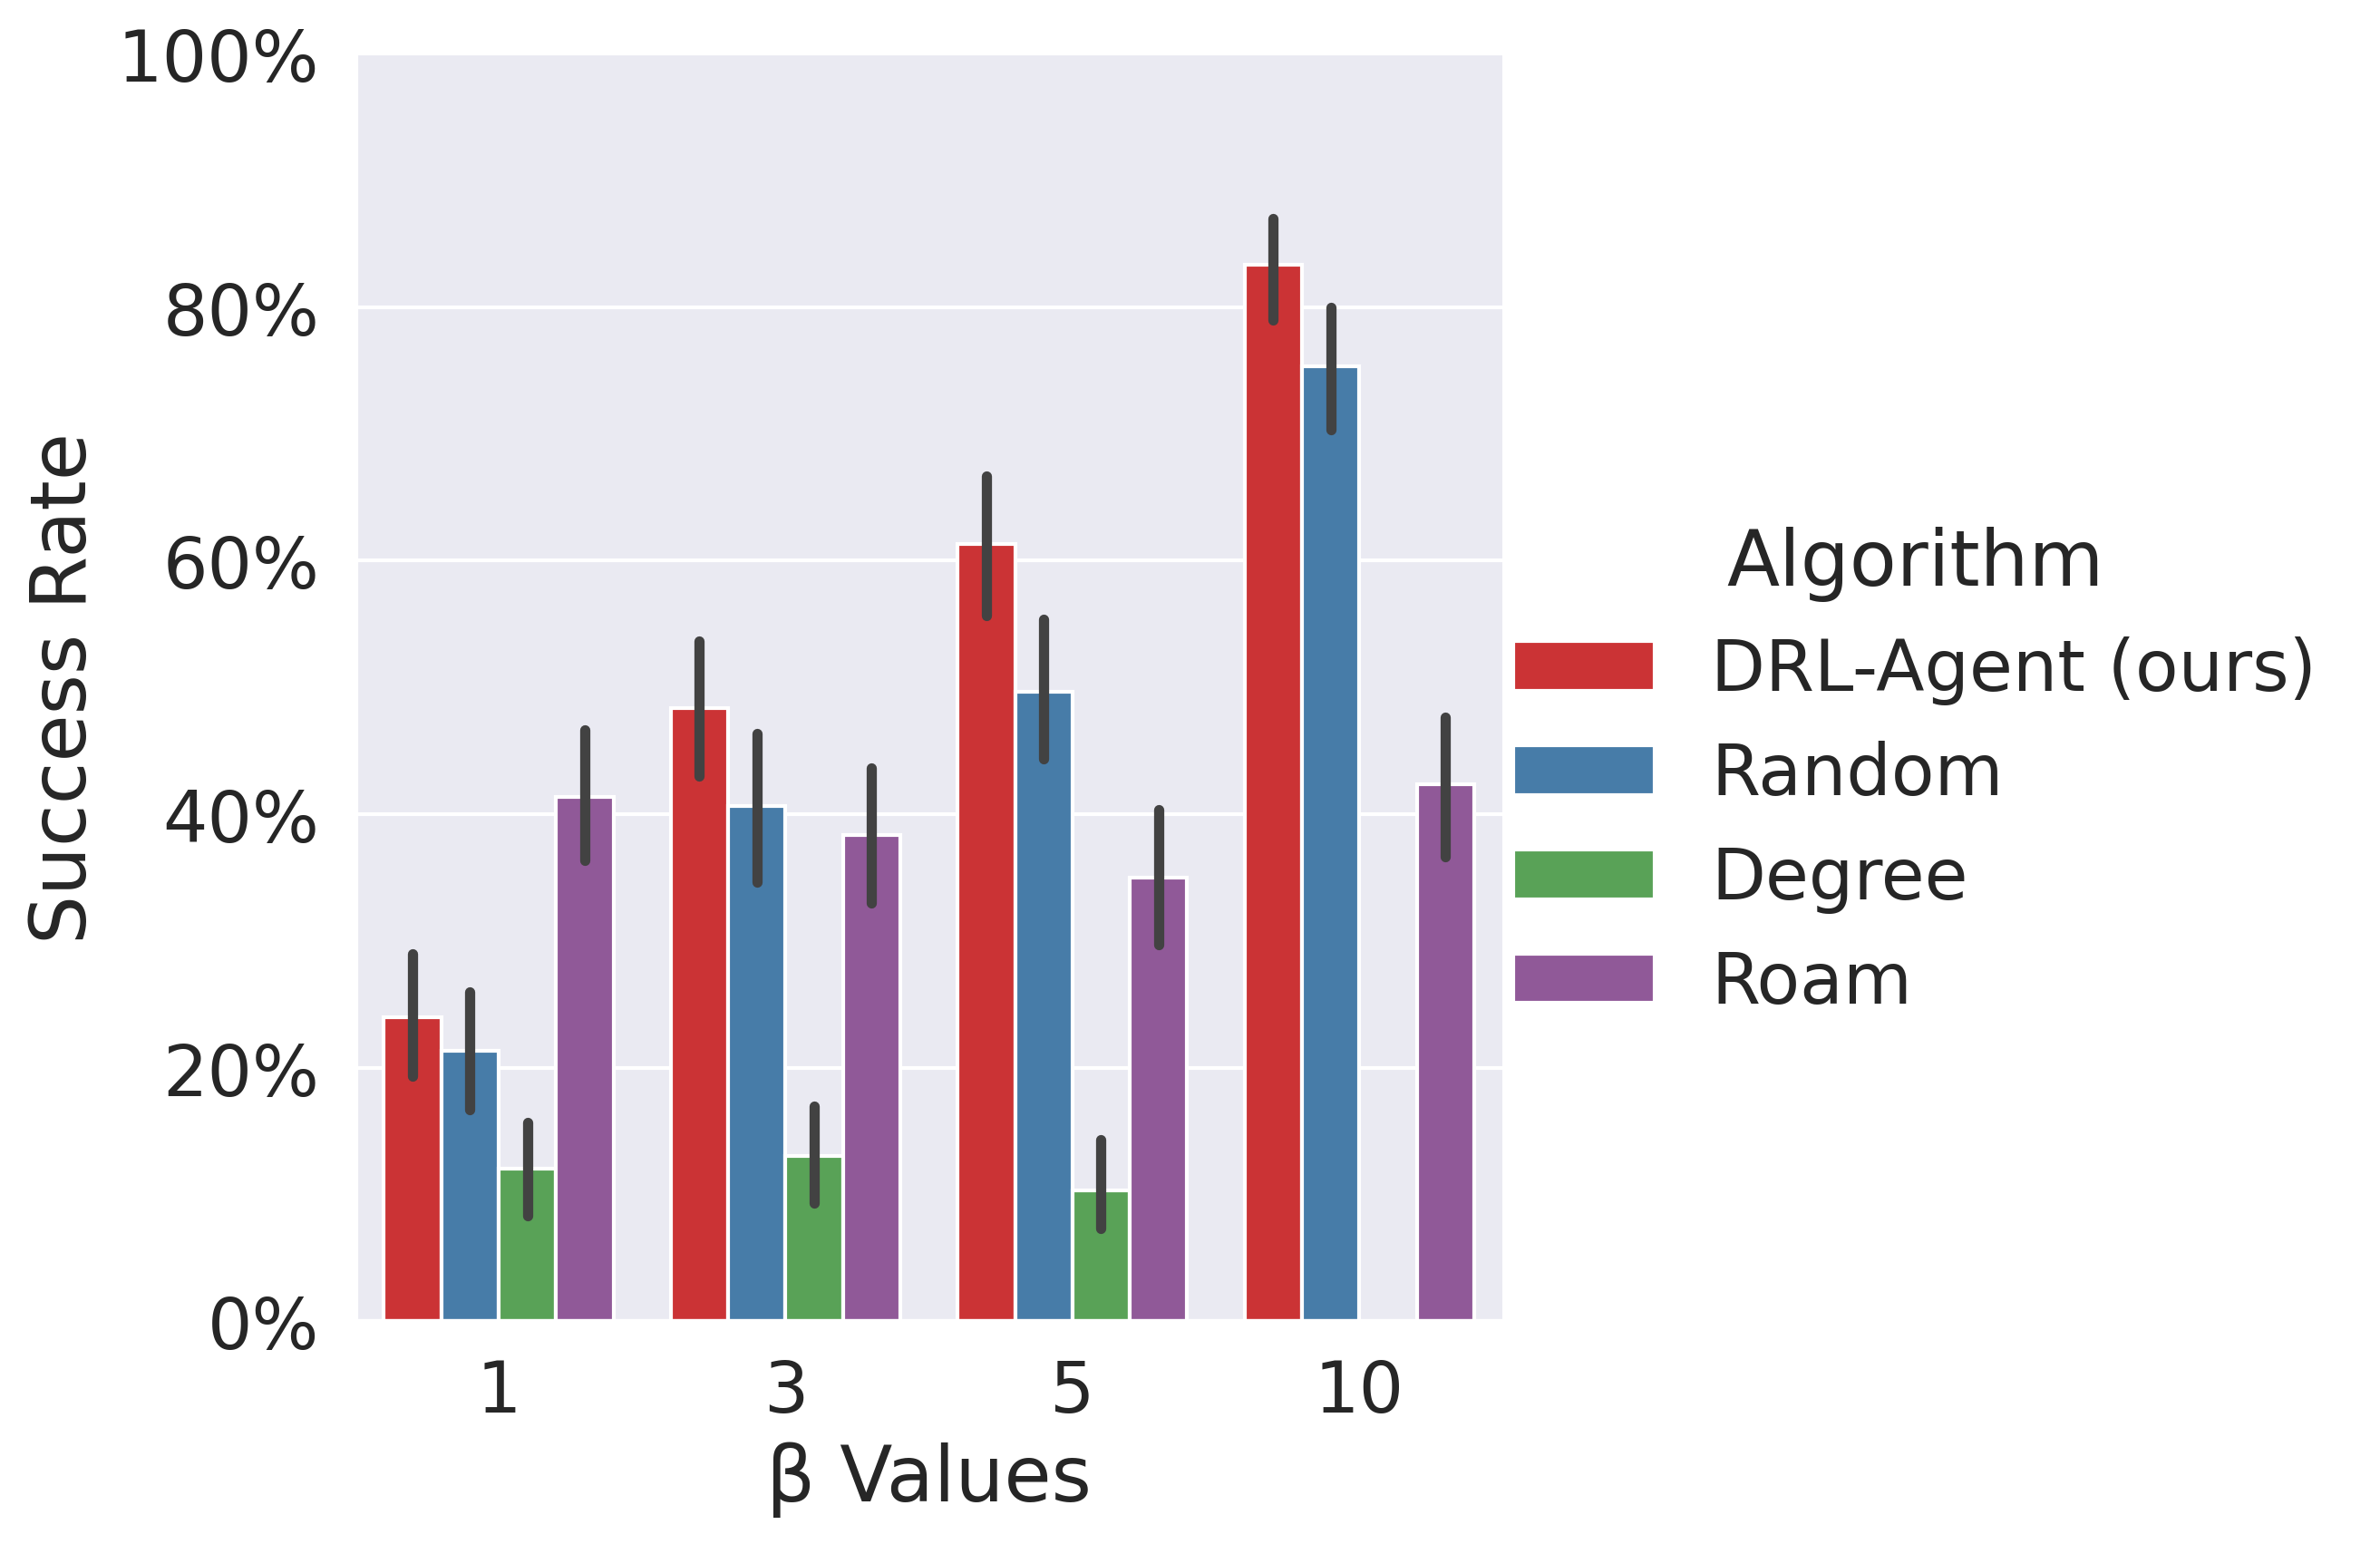 100%
80%
60%
40%
20%
0%
Success Rate
1 3 5 10
β Values
Algorithm
DRL-Agent (ours)
Random
Degree
Roam